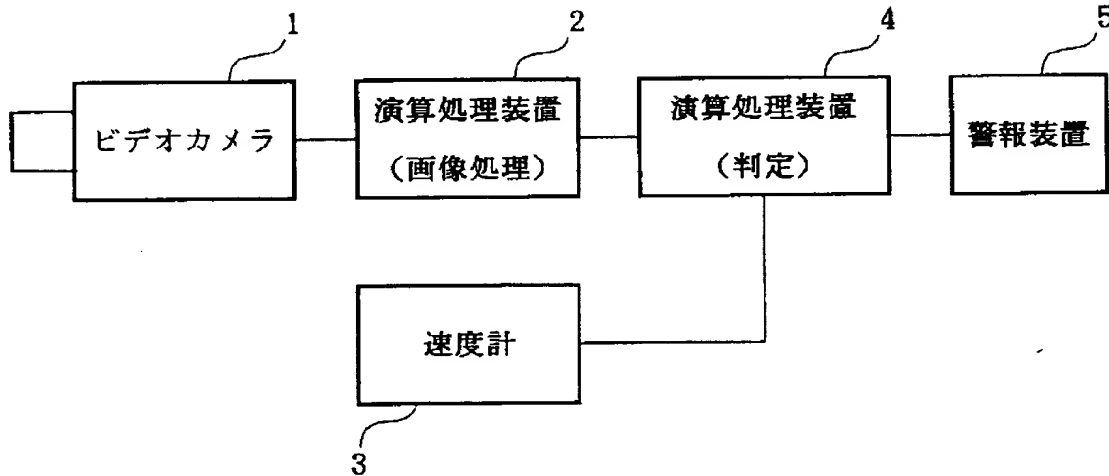 1
2
4
5
ビデオカメラ
演算処理装置
(画像処理)
演算処理装置
(判定)
警報装置
速度計
3